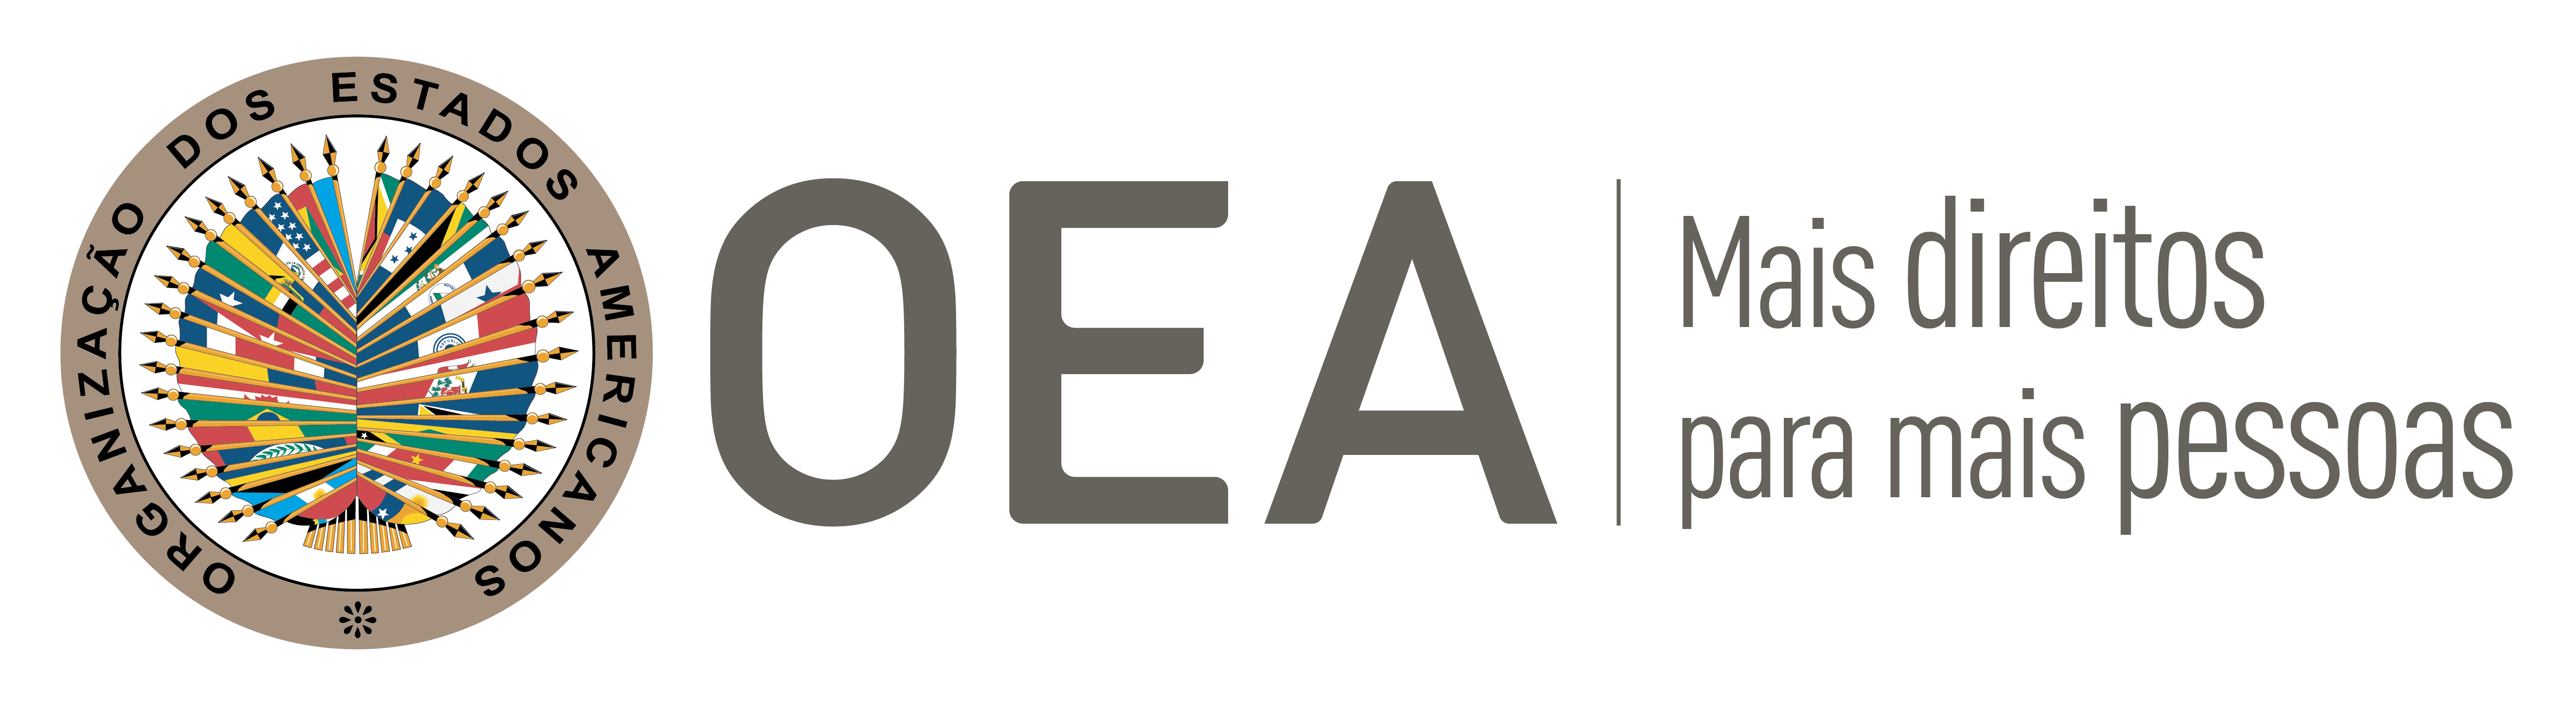 ORGANIZAÇÃO DOS ESTADOS AMERICANOS
OEA
Mais direitos
para mais pessoas